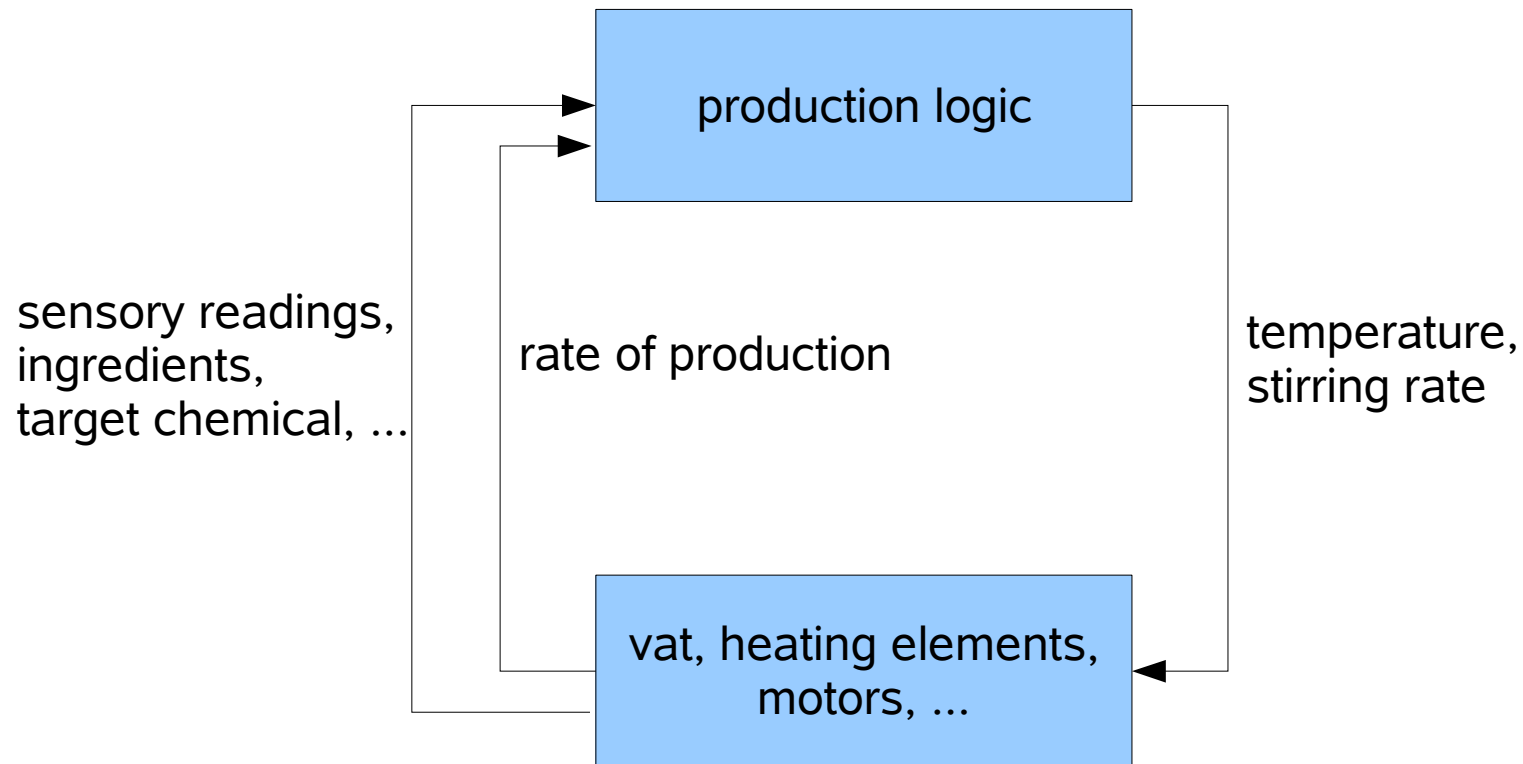 production logic
sensory readings,
ingredients,
target chemical, ...
rate of production
temperature,
stirring rate
vat, heating elements,
motors, ...